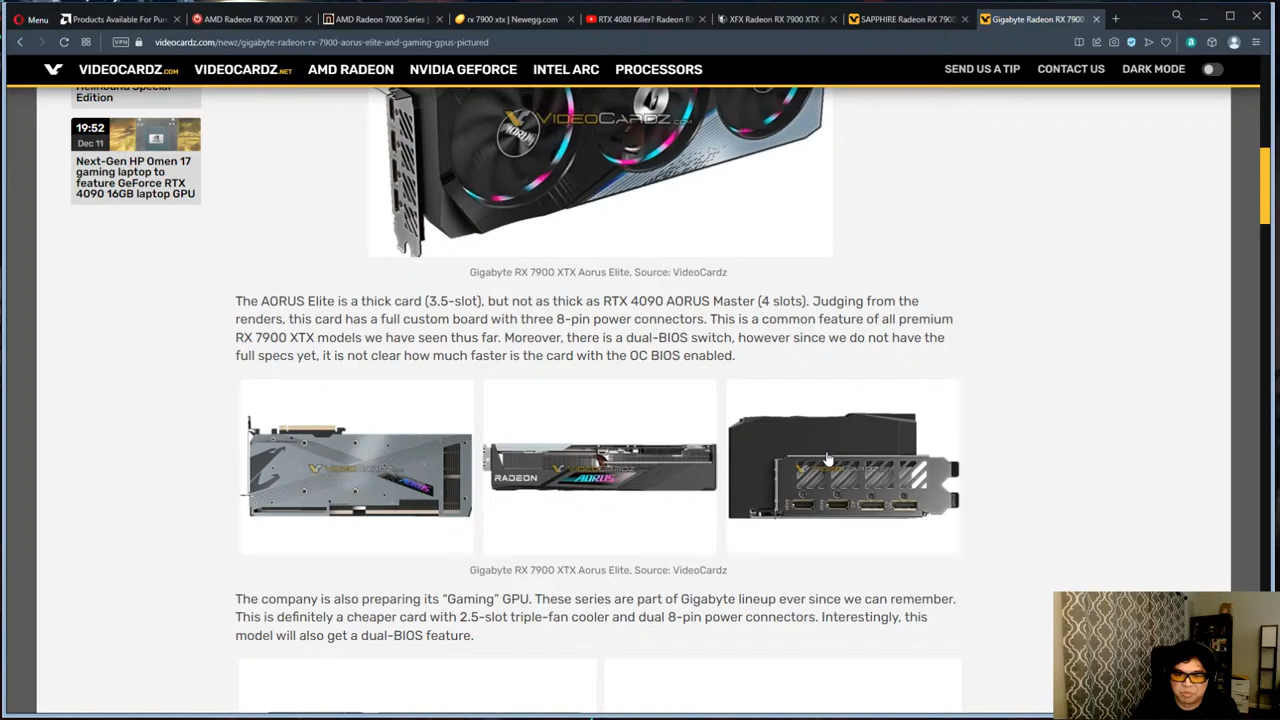 Menu
Products Available For Pur
AMD Radeon RX 7900 XTX
AMD Radeon 7000 Series
rx 7900 xtx | Newegg.com
RTX 4080 Killer? Radeon R
XFX Radeon RX 7900 XTX
SAPPHIRE Radeon RX 7900
Gigabyte Radeon RX 7900
VPN
videocardz.com/newz/gigabyte-radeon-rx-7900-aorus-elite-and-gaming-gpus-pictured
VIDEOCARDZ.COM
VIDEOCARDZ.NET
AMD RADEON
NVIDIA GEFORCE
INTEL ARC
PROCESSORS
SEND US A TIP
CONTACT US
DARK MODE
Hellhound Special
Edition
19:52
Dec 11
Next-Gen HP Omen 17
gaming laptop to
feature GeForce RTX
4090 16GB laptop GPU
VIDEOCARDZ.COM
AORUS
Gigabyte RX 7900 XTX Aorus Elite, Source: VideoCardz
The AORUS Elite is a thick card (3.5-slot), but not as thick as RTX 4090 AORUS Master (4 slots). Judging from the
renders, this card has a full custom board with three 8-pin power connectors. This is a common feature of all premium
RX 7900 XTX models we have seen thus far. Moreover, there is a dual-BIOS switch, however since we do not have the
full specs yet, it is not clear how much faster is the card with the OC BIOS enabled.
VIDEOCARDZ
RADEON
AORUS
VIDEOCARDZ
VIDEOCARDZ
Gigabyte RX 7900 XTX Aorus Elite, Source: VideoCardz
The company is also preparing its “Gaming” GPU. These series are part of Gigabyte lineup ever since we can remember.
This is definitely a cheaper card with 2.5-slot triple-fan cooler and dual 8-pin power connectors. Interestingly, this
model will also get a dual-BIOS feature.